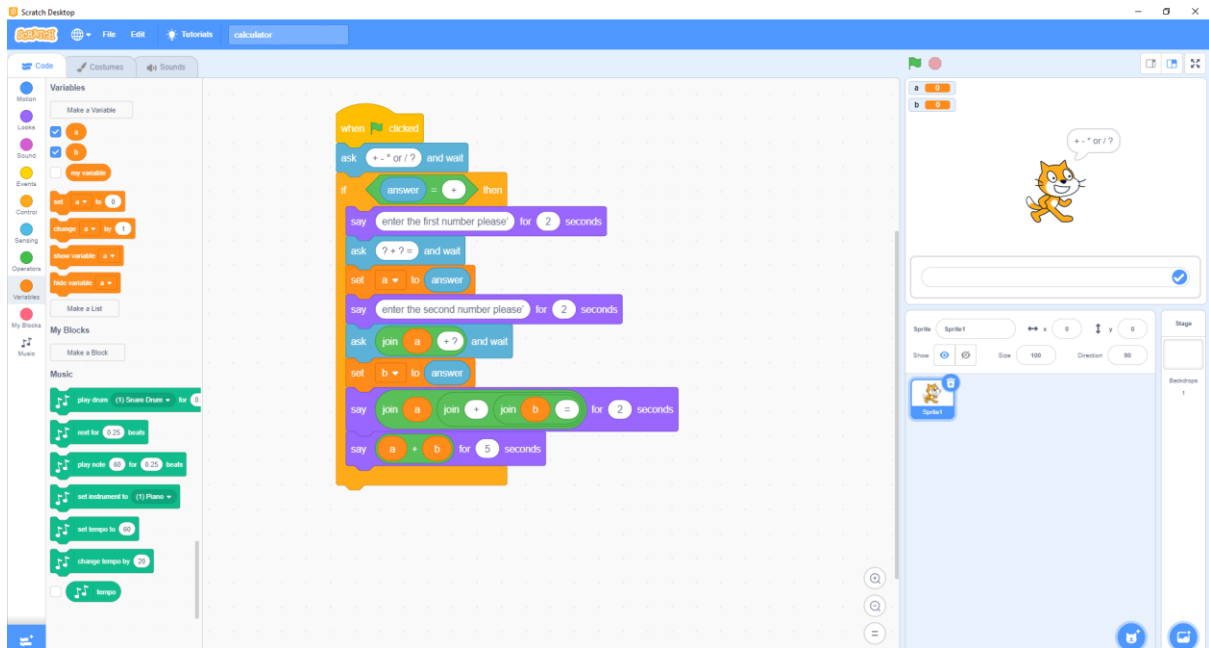 Scratch Desktop
SCRATCH File Edit Tutorials calculator
Code Costumes Sounds
Motion
Looks
Sound
Events
Control
Sensing
Operators
Variables
My Blocks
Music
Variables
Make a Variable
a
b
my variable
set a to 0
change a by 1
show variable a
hide variable a
Make a List
My Blocks
Make a Block
Music
play drum (1) Snare Drum for 0.
rest for 0.25 beats
play note 60 for 0.25 beats
set instrument to (1) Piano
set tempo to 60
change tempo by 20
tempo
when clicked
ask + - * or / ? and wait
if answer = + then
say enter the first number please' for 2 seconds
ask ? + ? = and wait
set a to answer
say enter the second number please' for 2 seconds
ask join a + ? and wait
set b to answer
say join a join + join b = for 2 seconds
say a + b for 5 seconds
a 0
b 0
+ - * or / ?
Sprite Sprite1 x 0 y 0
Show Size 100 Direction 90
Sprite1
Stage
Backdrops
1